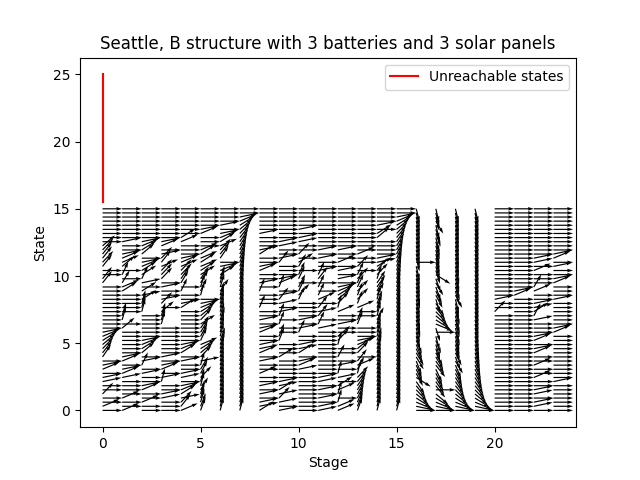 Seattle, B structure with 3 batteries and 3 solar panels
Unreachable states
25
20
15
10
5
0
State
0 5 10 15 20
Stage